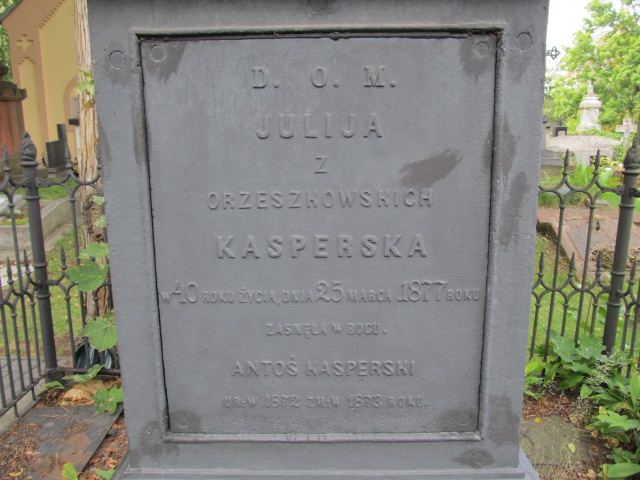 D. O. M.
JULIJA
Z
ORZESZKOWSKICH
KASPERSKA
W 40 ROKU ŻYCIA, DNIA 25 MARCA 1877 ROKU
ZASNĘŁA W BOGU.
ANTOŚ KASPERSKI
UR·W 1872 ZM·W 1873 ROKU.